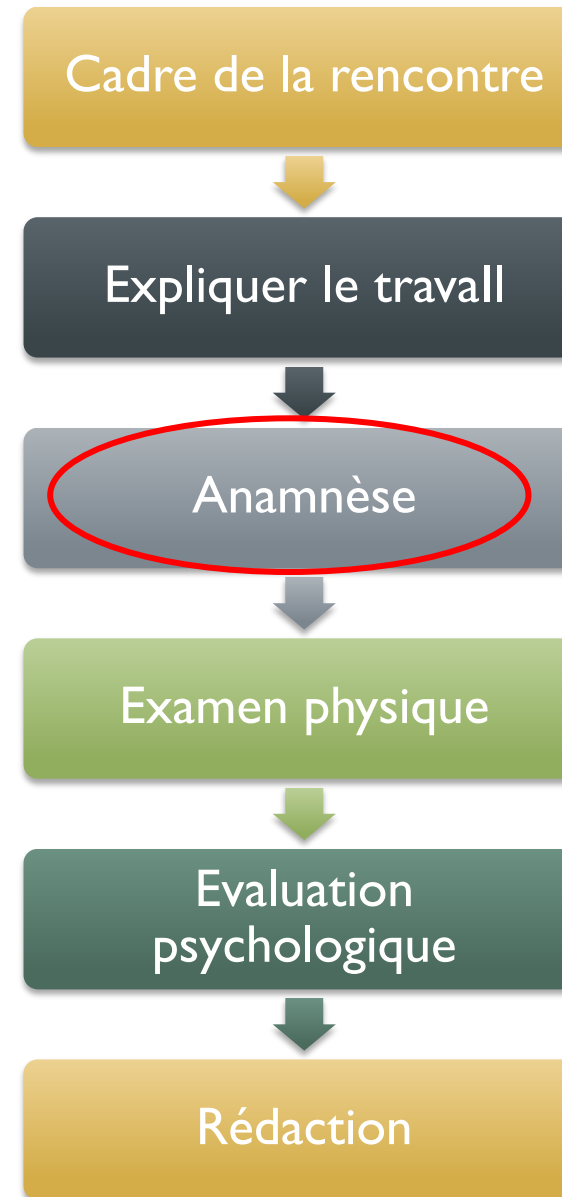 Cadre de la rencontre
Expliquer le travall
Anamnèse
Examen physique
Evaluation
psychologique
Rédaction